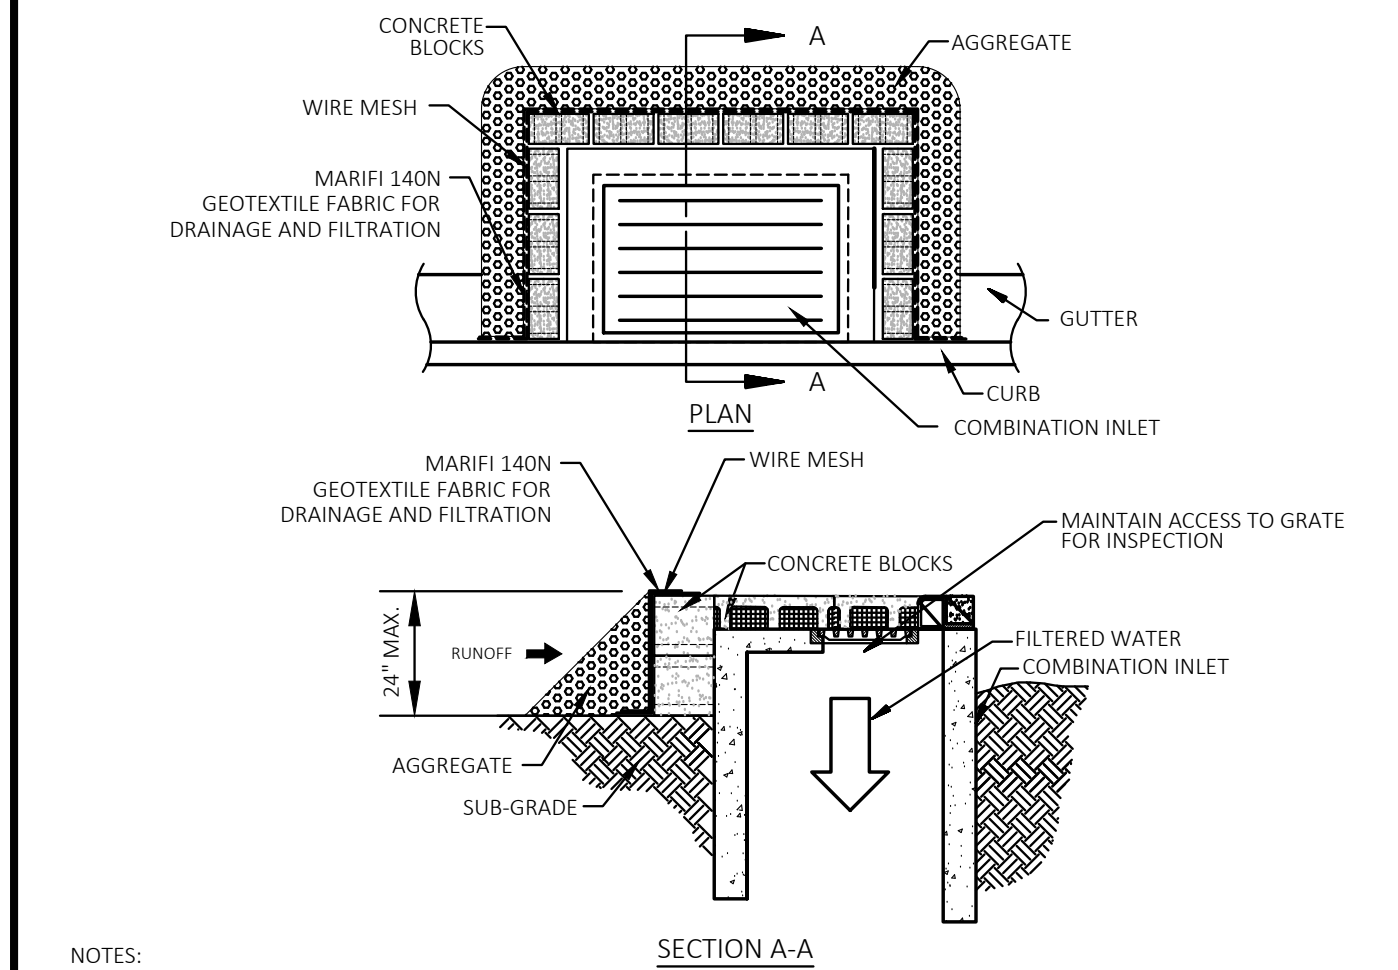 CONCRETE
BLOCKS
A
AGGREGATE
WIRE MESH
MARIFI 140N
GEOTEXTILE FABRIC FOR
DRAINAGE AND FILTRATION
GUTTER
A
CURB
PLAN
COMBINATION INLET
MARIFI 140N
GEOTEXTILE FABRIC FOR
DRAINAGE AND FILTRATION
WIRE MESH
MAINTAIN ACCESS TO GRATE
FOR INSPECTION
CONCRETE BLOCKS
24" MAX.
RUNOFF
FILTERED WATER
COMBINATION INLET
AGGREGATE
SUB-GRADE
SECTION A-A
NOTES: